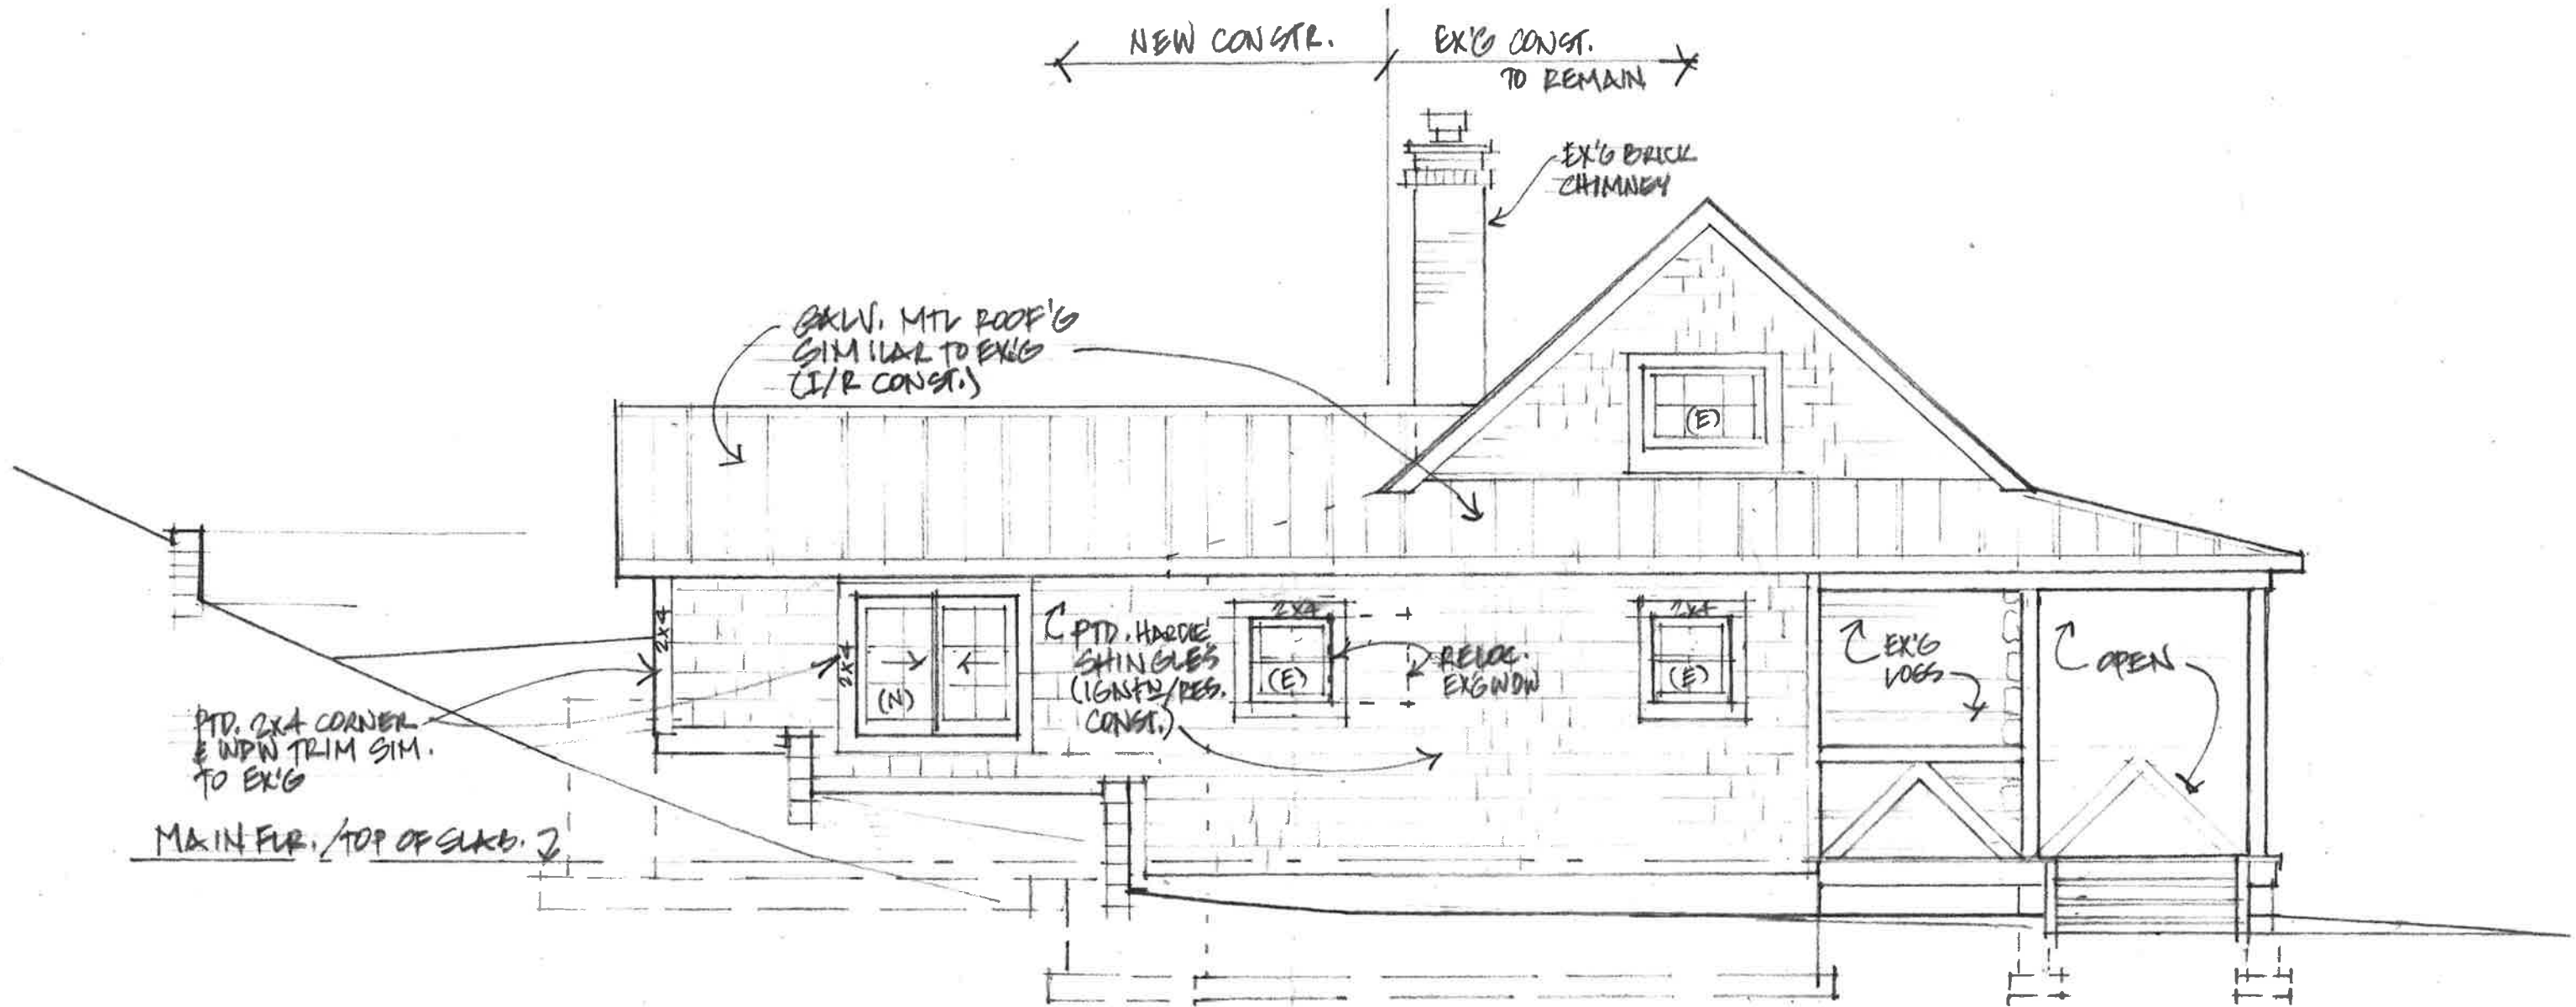 NEW CONSTR.
EX'G CONST.
TO REMAIN
EX'G BRICK
CHIMNEY
GALV. MTL ROOF'G
SIMILAR TO EX'G
(I/R CONST.)
(E)
2x4
2x4
(N)
PTD. HARDIE
SHINGLES
(IGNTN/RES.
CONST.)
2x4
(E)
RELOC.
EX'G WDW
2x4
(E)
EX'G
LOGS
OPEN
PTD. 2x4 CORNER
& WDW TRIM SIM.
TO EX'G
MAIN FLR. /TOP OF SLAB.